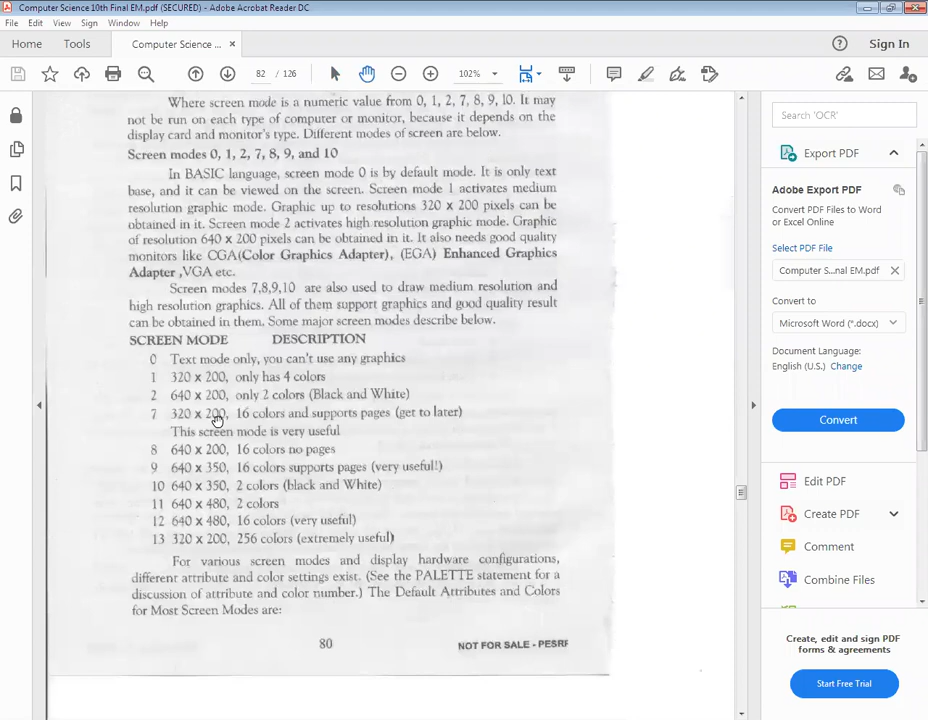 Computer Science 10th Final EM.pdf (SECURED) - Adobe Acrobat Reader DC
File Edit View Sign Window Help
Home Tools Computer Science ... × Sign In
82 / 126 102%
Where screen mode is a numeric value from 0, 1, 2, 7, 8, 9, 10. It may
not be run on each type of computer or monitor, because it depends on the
display card and monitor's type. Different modes of screen are below.
Screen modes 0, 1, 2, 7, 8, 9, and 10
In BASIC language, screen mode 0 is by default mode. It is only text
base, and it can be viewed on the screen. Screen mode 1 activates medium
resolution graphic mode. Graphic up to resolutions 320 x 200 pixels can be
obtained in it. Screen mode 2 activates high resolution graphic mode. Graphic
of resolution 640 x 200 pixels can be obtained in it. It also needs good quality
monitors like CGA(Color Graphics Adapter), (EGA) Enhanced Graphics
Adapter ,VGA etc.
Screen modes 7,8,9,10 are also used to draw medium resolution and
high resolution graphics. All of them support graphics and good quality result
can be obtained in them. Some major screen modes describe below.
SCREEN MODE DESCRIPTION
0 Text mode only, you can't use any graphics
1 320 x 200, only has 4 colors
2 640 x 200, only 2 colors (Black and White)
7 320 x 200, 16 colors and supports pages (get to later)
This screen mode is very useful
8 640 x 200, 16 colors no pages
9 640 x 350, 16 colors supports pages (very useful!)
10 640 x 350, 2 colors (black and White)
11 640 x 480, 2 colors
12 640 x 480, 16 colors (very useful)
13 320 x 200, 256 colors (extremely useful)
For various screen modes and display hardware configurations,
different attribute and color settings exist. (See the PALETTE statement for a
discussion of attribute and color number.) The Default Attributes and Colors
for Most Screen Modes are:
80 NOT FOR SALE - PESRP
Search 'OCR'
Export PDF
Adobe Export PDF
Convert PDF Files to Word
or Excel Online
Select PDF File
Computer S...nal EM.pdf ×
Convert to
Microsoft Word (*.docx)
Document Language:
English (U.S.) Change
Convert
Edit PDF
Create PDF
Comment
Combine Files
Create, edit and sign PDF
forms & agreements
Start Free Trial